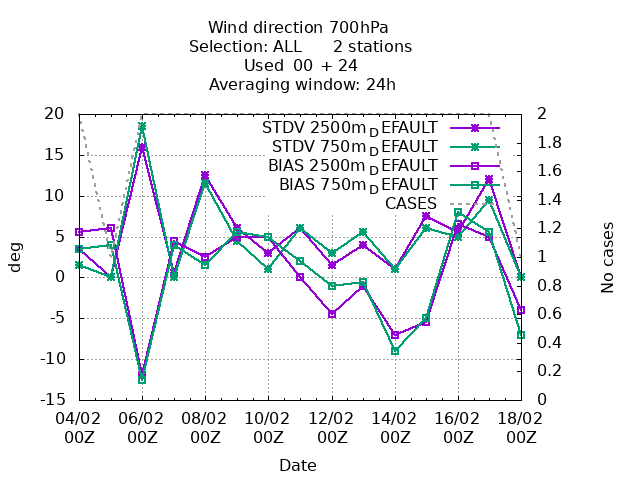 Wind direction 700hPa
Selection: ALL 2 stations
Used 00 + 24
Averaging window: 24h
STDV 2500m_DEFAULT
STDV 750m_DEFAULT
BIAS 2500m_DEFAULT
BIAS 750m_DEFAULT
CASES
deg
20
15
10
5
0
-5
-10
-15
No cases
2
1.8
1.6
1.4
1.2
1
0.8
0.6
0.4
0.2
0
04/02 06/02 08/02 10/02 12/02 14/02 16/02 18/02
00Z 00Z 00Z 00Z 00Z 00Z 00Z 00Z
Date